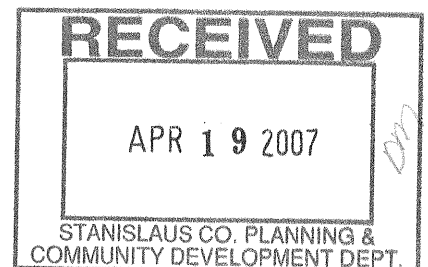 RECEIVED
APR 19 2007
STANISLAUS CO. PLANNING &
COMMUNITY DEVELOPMENT DEPT.